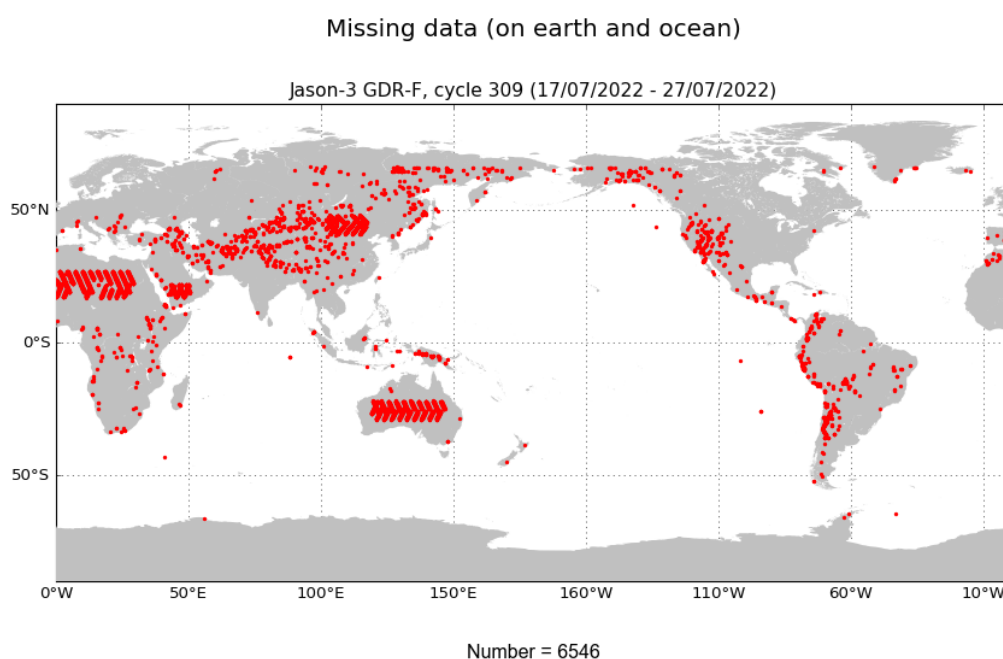 Missing data (on earth and ocean)
Jason-3 GDR-F, cycle 309 (17/07/2022 - 27/07/2022)
50°N
0°S
50°S
0°W 50°E 100°E 150°E 160°W 110°W 60°W 10°W
Number = 6546